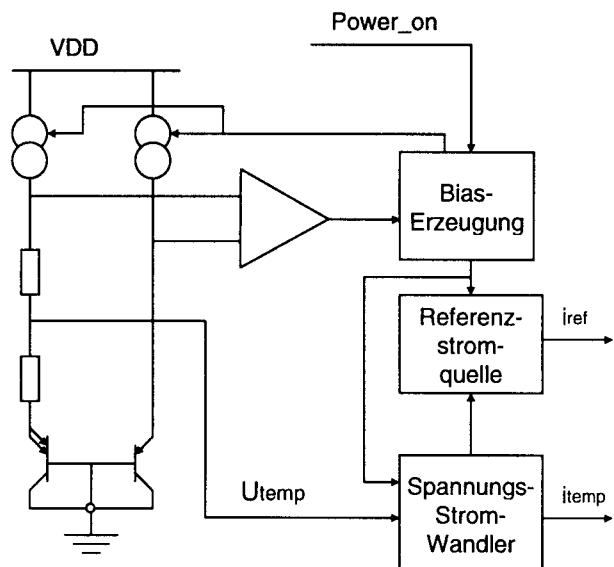 Power_on
VDD
Bias-
Erzeugung
Referenz-
strom-
quelle
iref
Utemp
Spannungs-
Strom-
Wandler
itemp